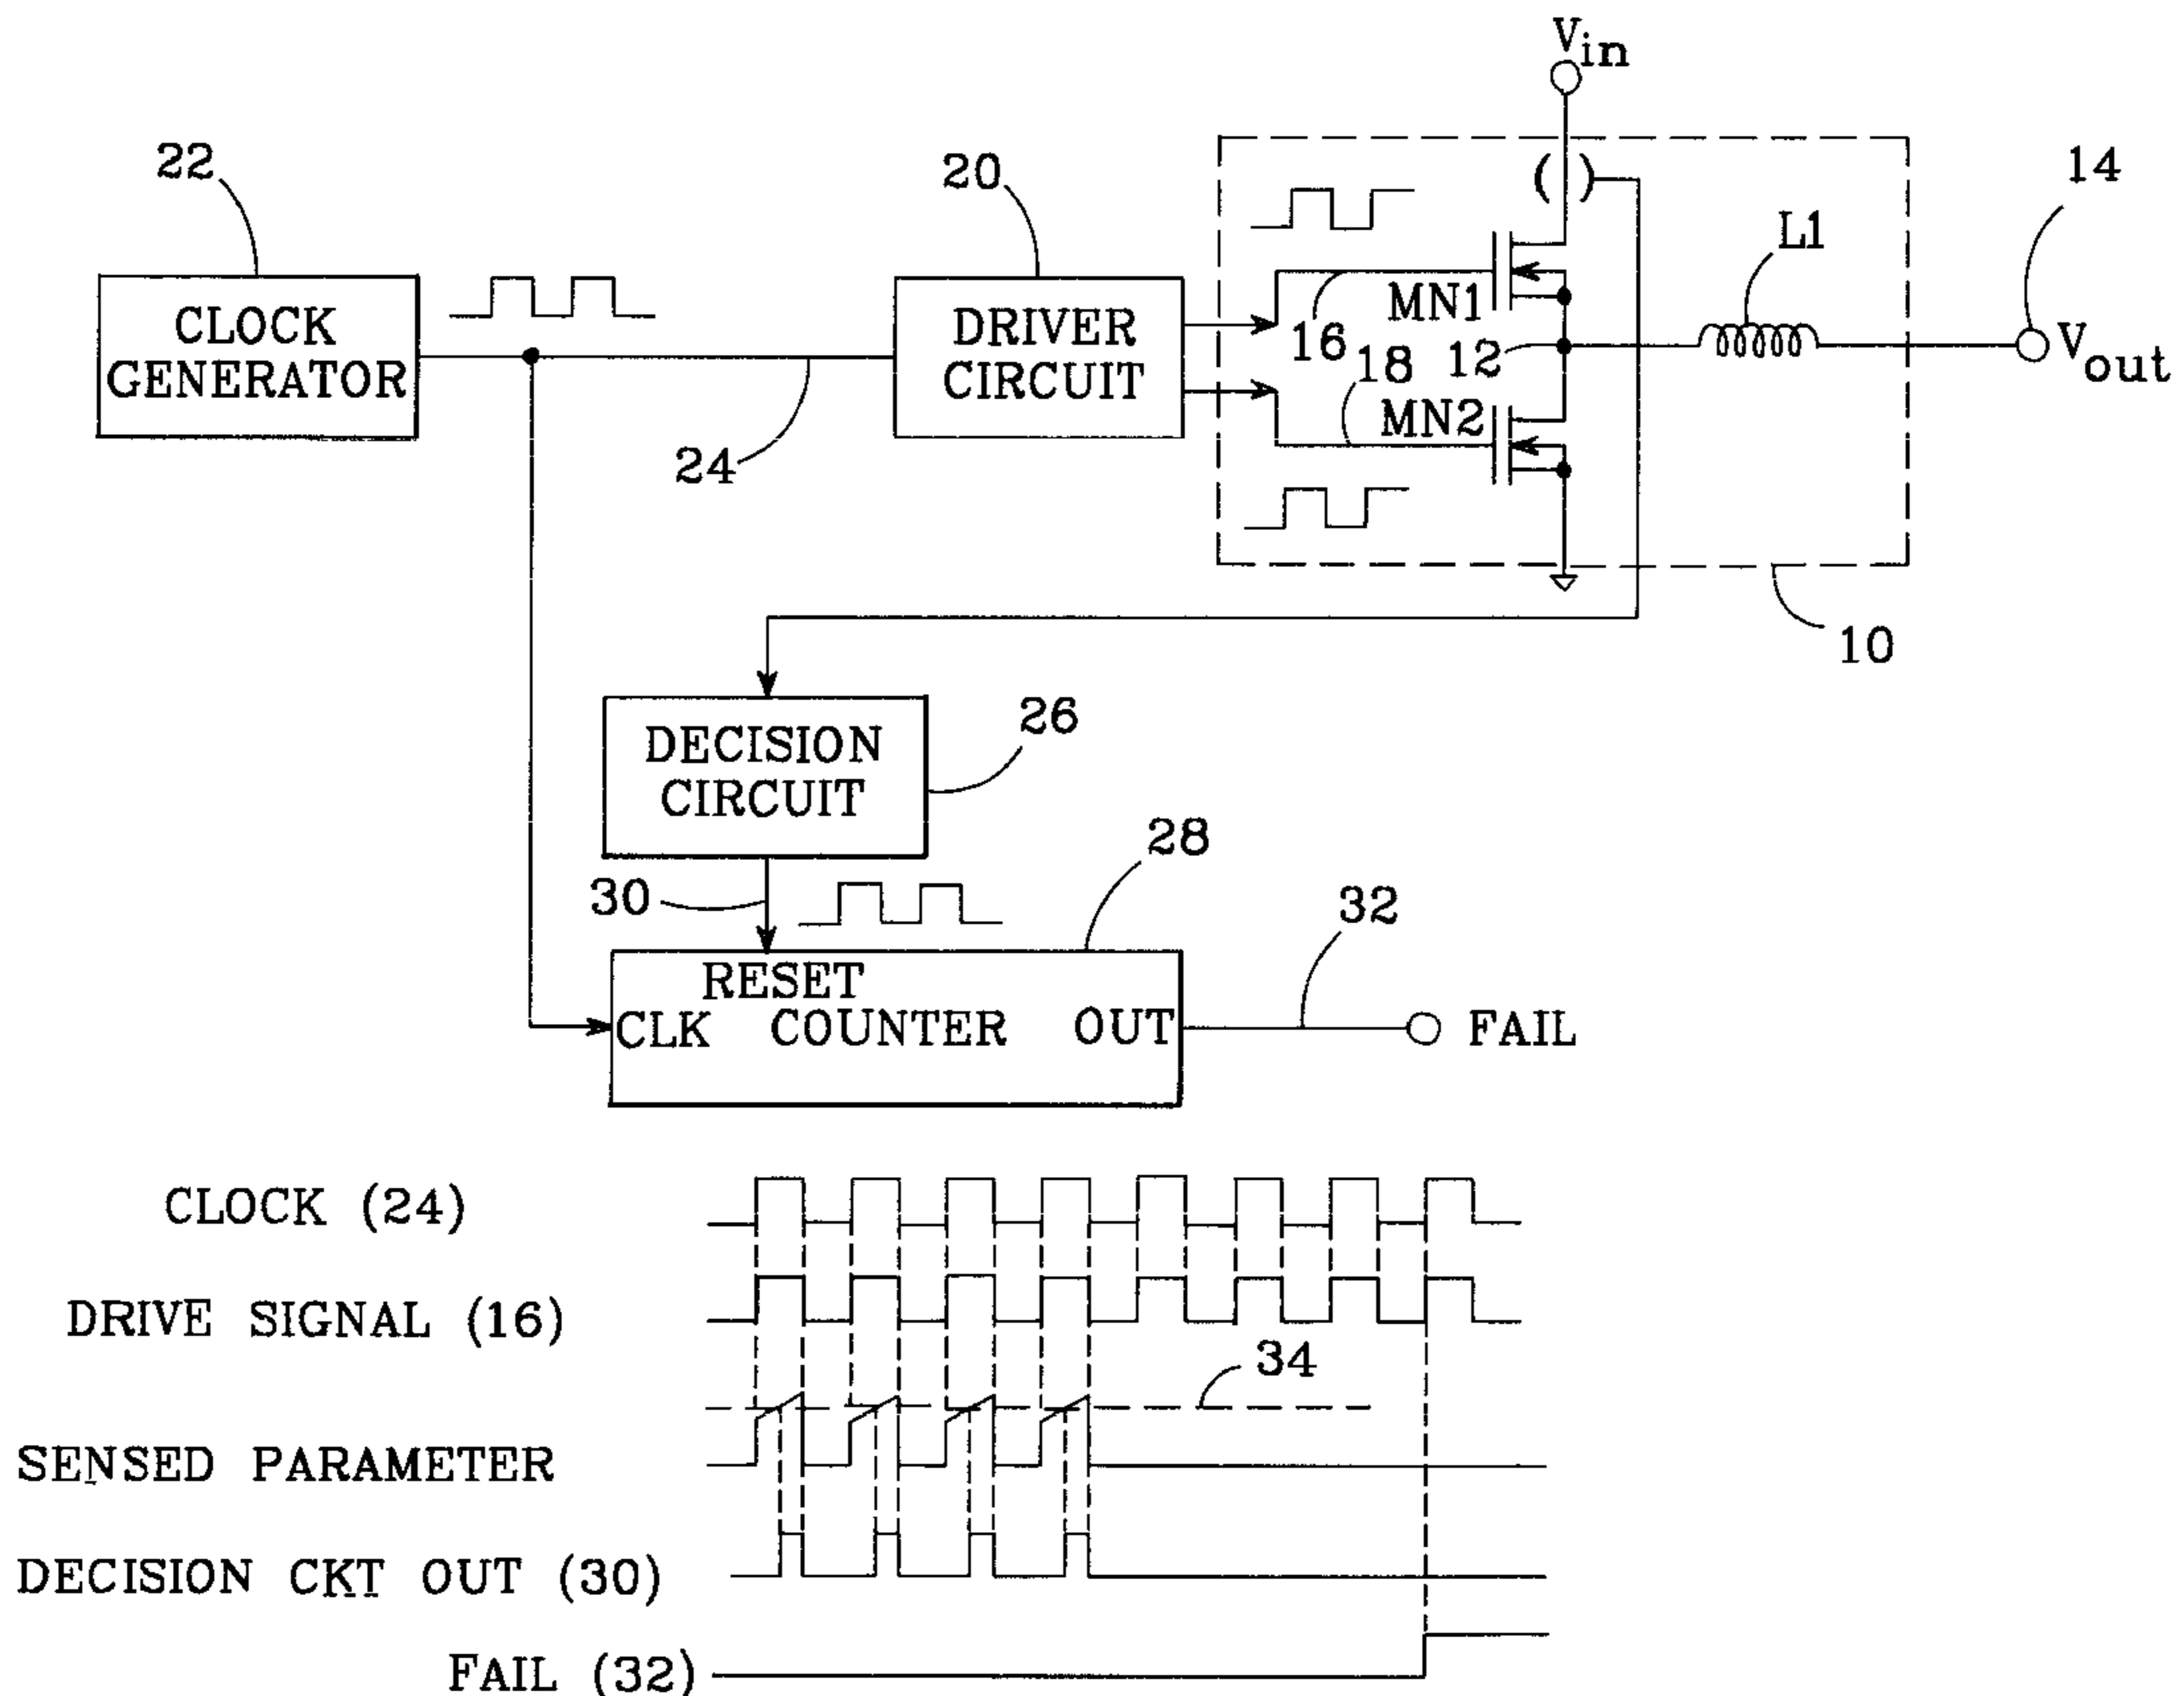 Vin
22
20
14
L1
CLOCK
GENERATOR
DRIVER
CIRCUIT
MN1
16
12
18
Vout
MN2
24
10
DECISION
CIRCUIT
26
28
30
32
RESET
CLK COUNTER OUT
FAIL
CLOCK (24)
DRIVE SIGNAL (16)
34
SENSED PARAMETER
DECISION CKT OUT (30)
FAIL (32)